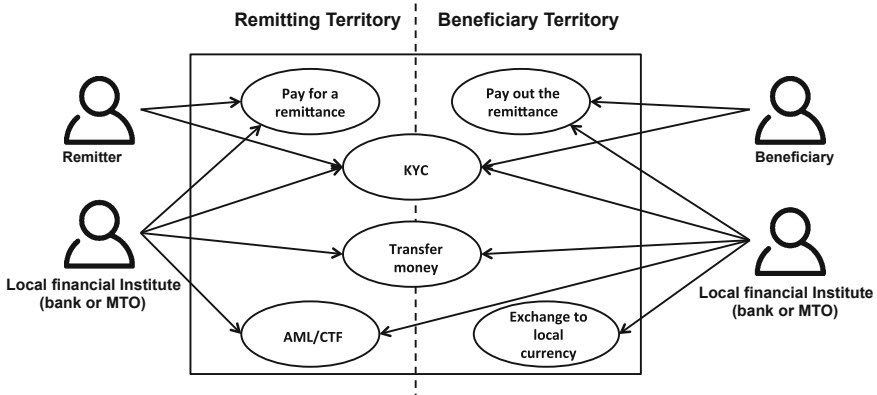 Remitting Territory
Beneficiary Territory
Pay for a
remittance
Pay out the
remittance
Remitter
Beneficiary
KYC
Transfer
money
Local financial Institute
(bank or MTO)
Local financial Institute
(bank or MTO)
AML/CTF
Exchange to
local
currency